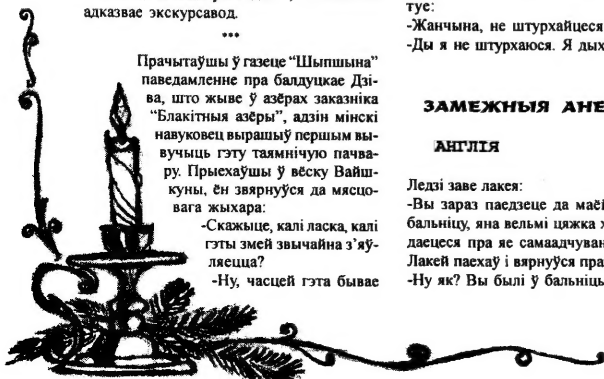 адказвае экскурсавод.
***
Прачытаўшы ў газеце “Шыпшына”
паведамленне пра балдуцкае Дзі-
ва, што жыве ў азёрах заказніка
“Блакітныя азёры”, адзін мінскі
навуковец вырашыў першым вы-
вучыць гэту таямнічую пачва-
ру. Прыехаўшы ў вёску Вайш-
куны, ён звярнуўся да мясцо-
вага жыхара:
-Скажыце, калі ласка, калі
гэты змей звычайна з’яў-
ляецца?
-Ну, часцей гэта бывае
туе:
-Жанчына, не штурхайцеся
-Ды я не штурхаюся. Я дых
ЗАМЕЖНЫЯ АНЕ
АНГЛІЯ
Ледзі заве лакея:
-Вы зараз паедзеце да маёй
бальніцу, яна вельмі цяжка х
даецеся пра яе самаадчуван
Лакей паехаў і вярнуўся пра
-Ну як? Вы былі ў бальніцы